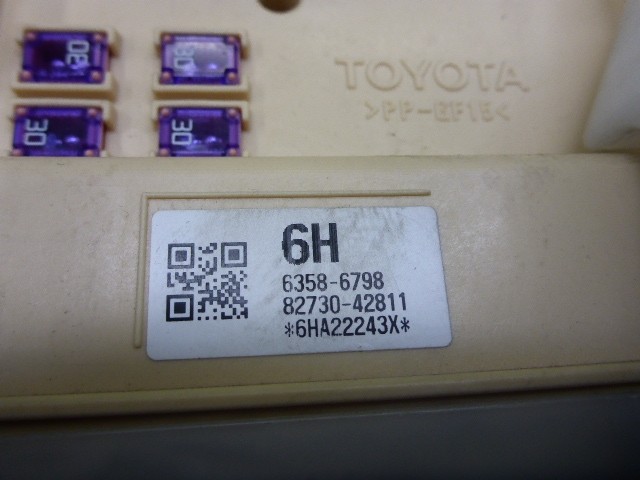 30
30
TOYOTA
>PP-GF15<
30
30
6H
6358-6798
82730-42811
*6HA22243X*